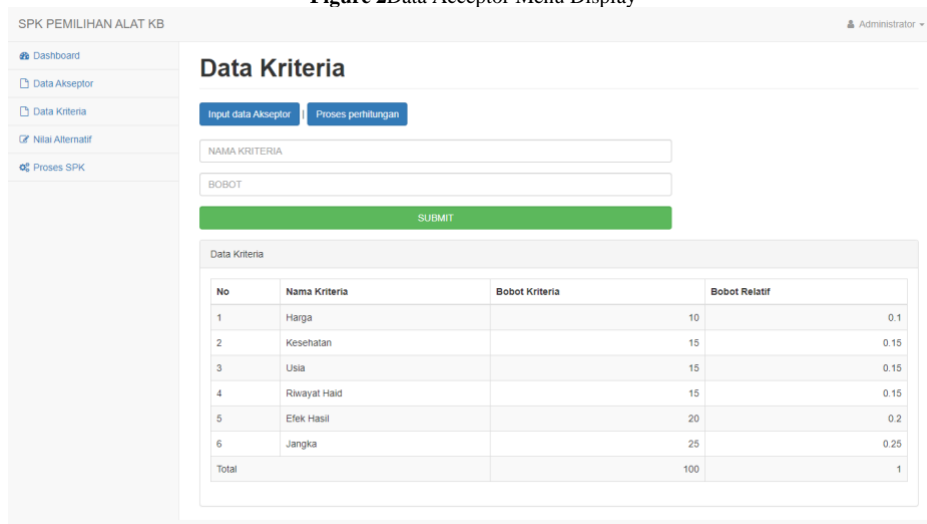 Figure 2Data Acceptor Menu Display
SPK PEMILIHAN ALAT KB
Administrator
Dashboard
Data Akseptor
Data Kriteria
Nilai Alternatif
Proses SPK
Data Kriteria
Input data Akseptor | Proses perhitungan
NAMA KRITERIA
BOBOT
SUBMIT
Data Kriteria
No Nama Kriteria Bobot Kriteria Bobot Relatif
1 Harga 10 0.1
2 Kesehatan 15 0.15
3 Usia 15 0.15
4 Riwayat Haid 15 0.15
5 Efek Hasil 20 0.2
6 Jangka 25 0.25
Total 100 1